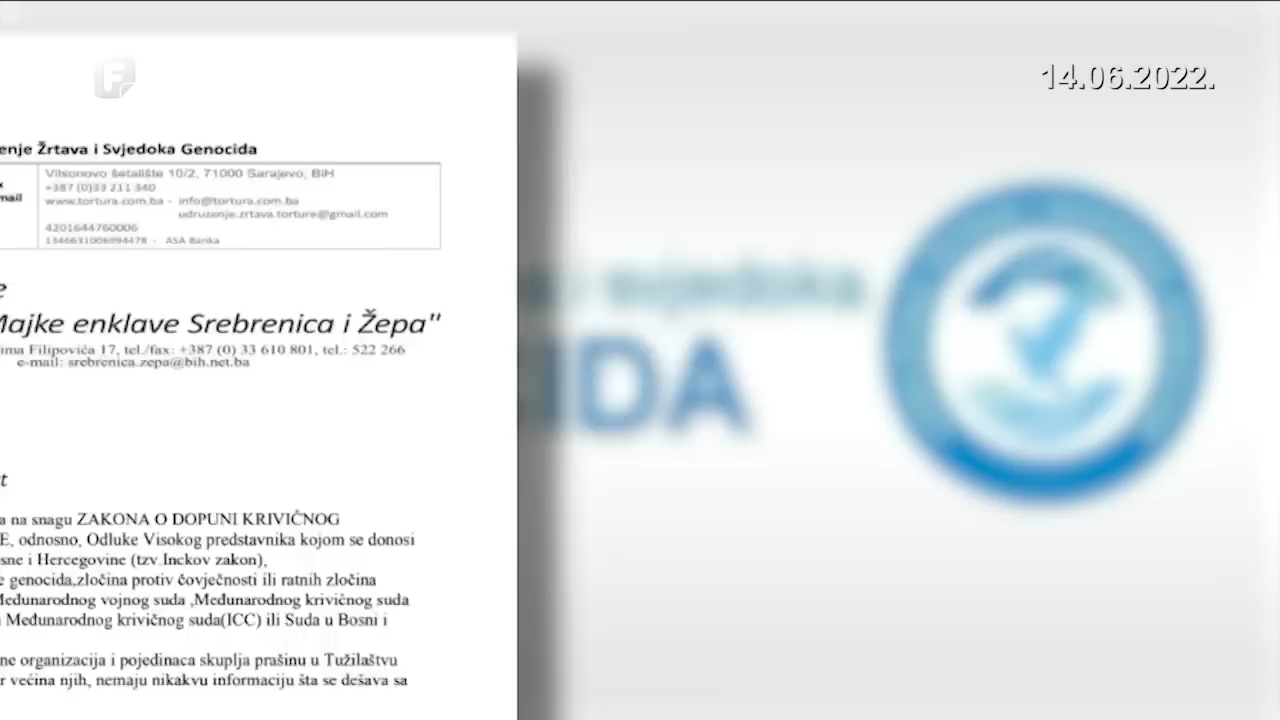 F
14.06.2022.
enje Žrtava i Svjedoka Genocida
x
mail
Vilsonovo šetalište 10/2, 71000 Sarajevo, BiH
+387 (0)33 211 340
www.tortura.com.ba - info@tortura.com.ba
udruzenje.zrtava.torture@gmail.com
4201644760006
1346631006094478 - ASA Banka
e
Majke enklave Srebrenica i Žepa"
ima Filipovića 17, tel./fax: +387 (0) 33 610 801, tel.: 522 266
e-mail: srebrenica.zepa@bih.net.ba
i svjedoka
CIDA
t
a na snagu ZAKONA O DOPUNI KRIVIČNOG
E, odnosno, Odluke Visokog predstavnika kojom se donosi
sne i Hercegovine (tzv.Inckov zakon),
e genocida,zločina protiv čovječnosti ili ratnih zločina
Međunarodnog vojnog suda ,Međunarodnog krivičnog suda
Međunarodnog krivičnog suda(ICC) ili Suda u Bosni i
ne organizacija i pojedinaca skuplja prašinu u Tužilaštvu
r većina njih, nemaju nikakvu informaciju šta se dešava sa